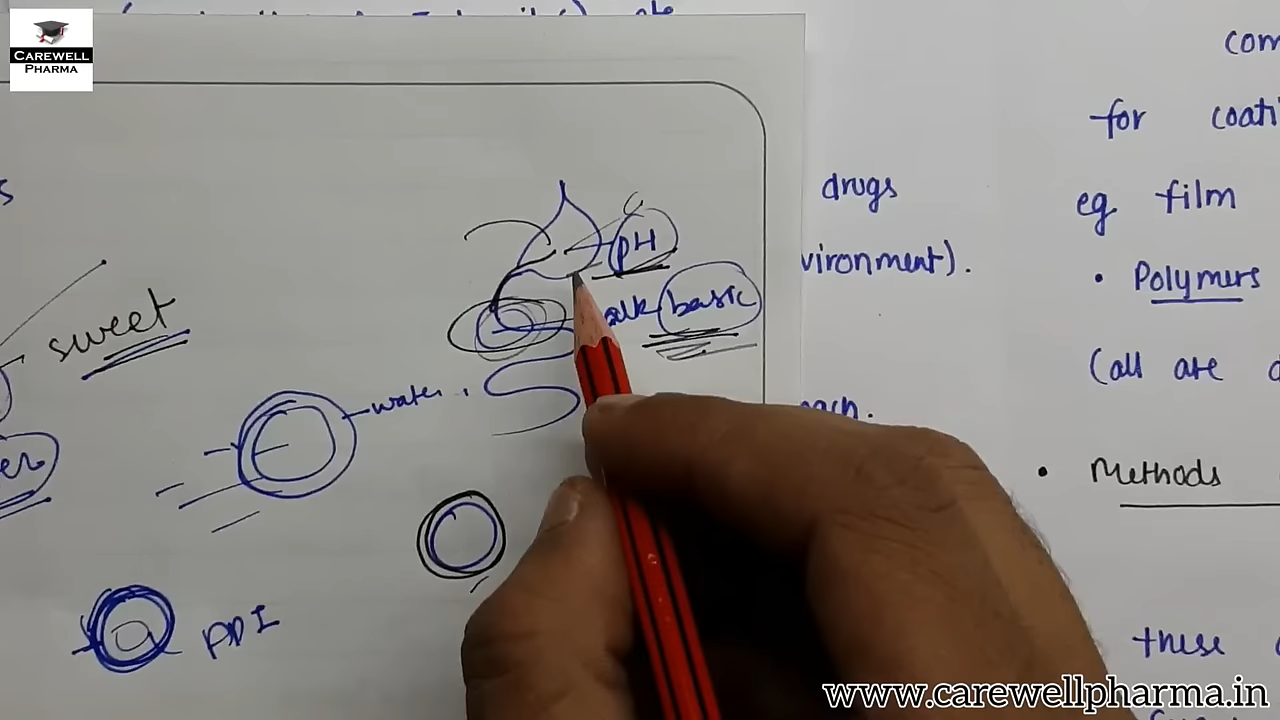 CAREWELL
PHARMA
com
for coati
drugs
eg film
pH
vironment).
• Polymers
basic
sweet
(all are d
water
er
• Methods
these
www.carewellpharma.in